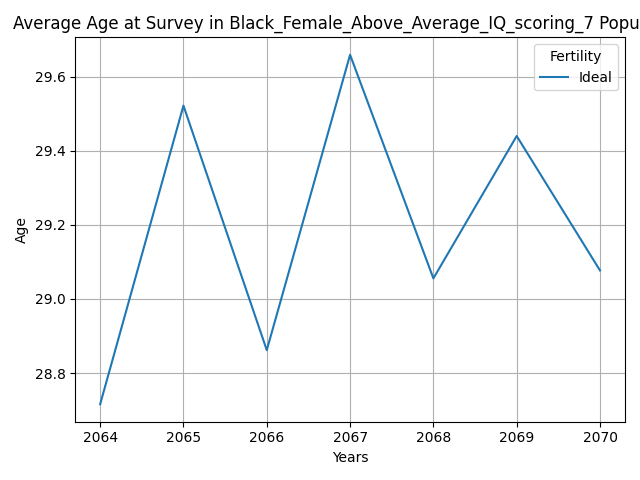 Average Age at Survey in Black_Female_Above_Average_IQ_scoring_7 Popu
Fertility
Ideal
29.6
29.4
29.2
29.0
28.8
Age
2064 2065 2066 2067 2068 2069 2070
Years